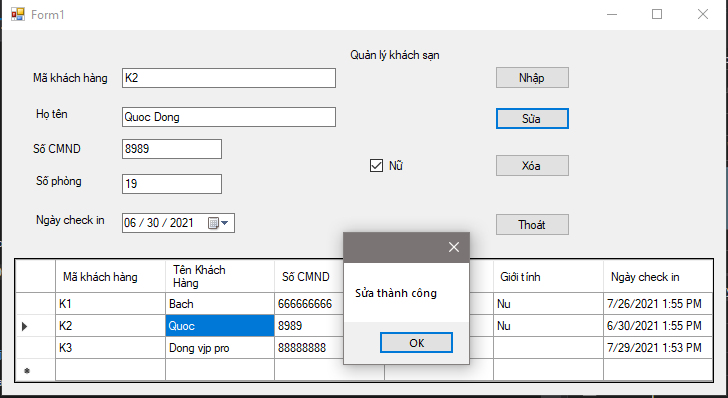 Form1
Quản lý khách sạn
Mã khách hàng K2 Nhập
Họ tên Quoc Dong Sửa
Số CMND 8989
Nữ Xóa
Số phòng 19
Ngày check in 06 / 30 / 2021 Thoát
Mã khách hàng Tên Khách Số CMND Giới tính Ngày check in
Hàng
K1 Bach 666666666 Nu 7/26/2021 1:55 PM
K2 Quoc 8989 Nu 6/30/2021 1:55 PM
K3 Dong vjp pro 88888888 7/29/2021 1:53 PM
Sửa thành công
OK